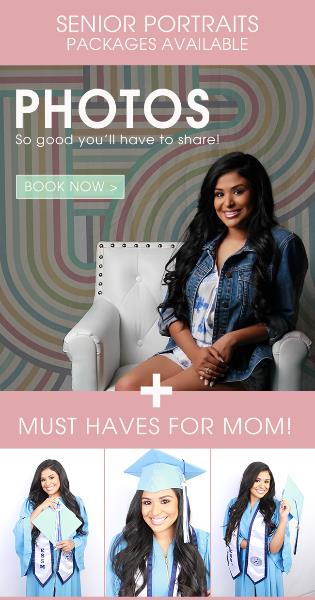 SENIOR PORTRAITS
PACKAGES AVAILABLE
PHOTOS
So good you'll have to share!
BOOK NOW >
+
MUST HAVES FOR MOM!